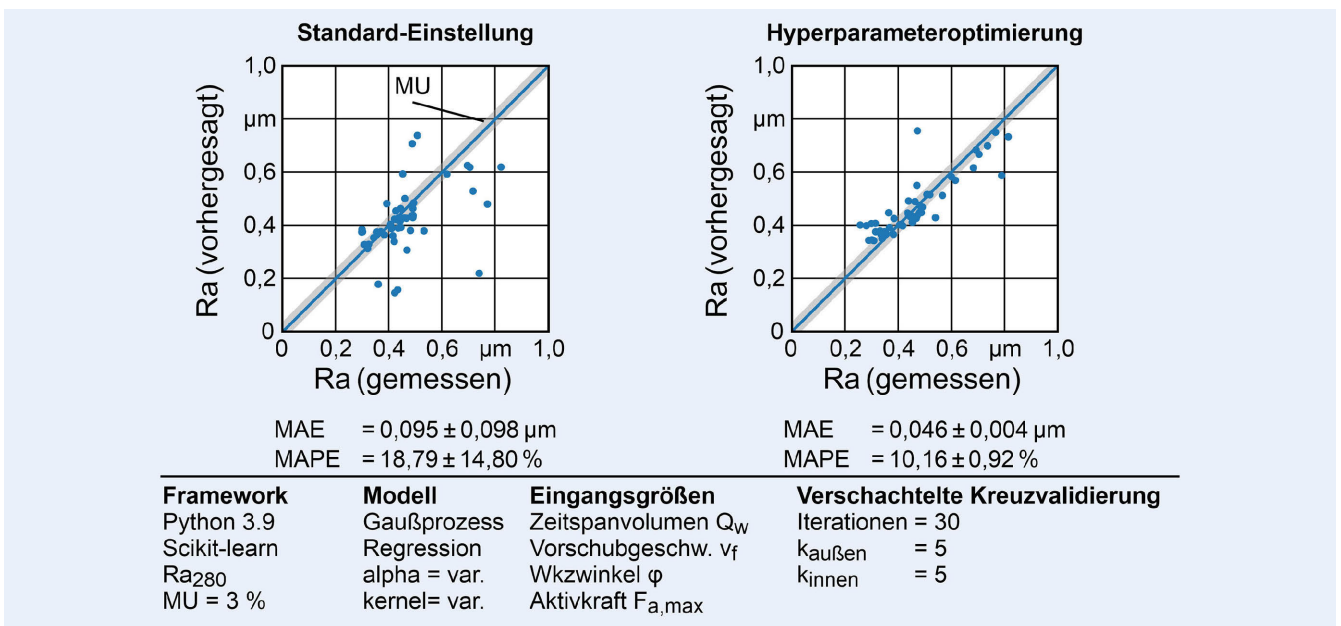 Standard-Einstellung
1,0
µm
0,6
0,4
0,2
0
Ra (vorhergesagt)
MU
0 0,2 0,4 0,6 µm 1,0
Ra (gemessen)
MAE = 0,095 ± 0,098 µm
MAPE = 18,79 ± 14,80 %
Hyperparameteroptimierung
1,0
µm
0,6
0,4
0,2
0
Ra (vorhergesagt)
0 0,2 0,4 0,6 µm 1,0
Ra (gemessen)
MAE = 0,046 ± 0,004 µm
MAPE = 10,16 ± 0,92 %
Framework Modell Eingangsgrößen Verschachtelte Kreuzvalidierung
Python 3.9 Gaußprozess Zeitspanvolumen Qw Iterationen = 30
Scikit-learn Regression Vorschubgeschw. vf kaußen = 5
Ra280 alpha = var. Wkzwinkel φ kinnen = 5
MU = 3 % kernel= var. Aktivkraft Fa,max